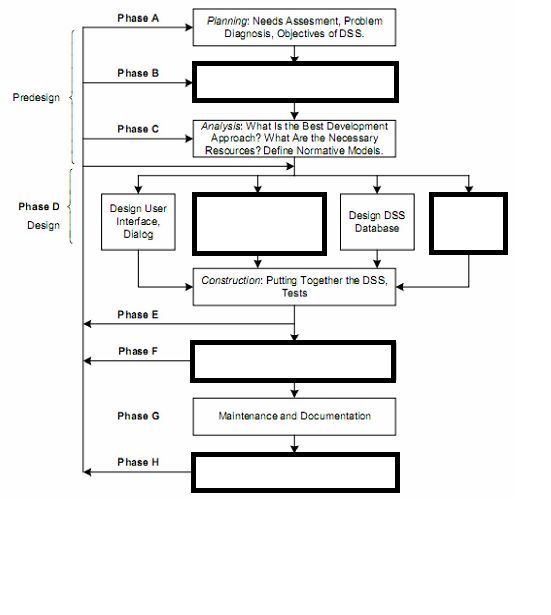 Phase A
Planning: Needs Assesment, Problem
Diagnosis, Objectives of DSS.
Phase B
Predesign
Phase C
Analysis: What Is the Best Development
Approach? What Are the Necessary
Resources? Define Normative Models.
Phase D
Design
Design User
Interface,
Dialog
Design DSS
Database
Construction: Putting Together the DSS,
Tests
Phase E
Phase F
Phase G
Maintenance and Documentation
Phase H